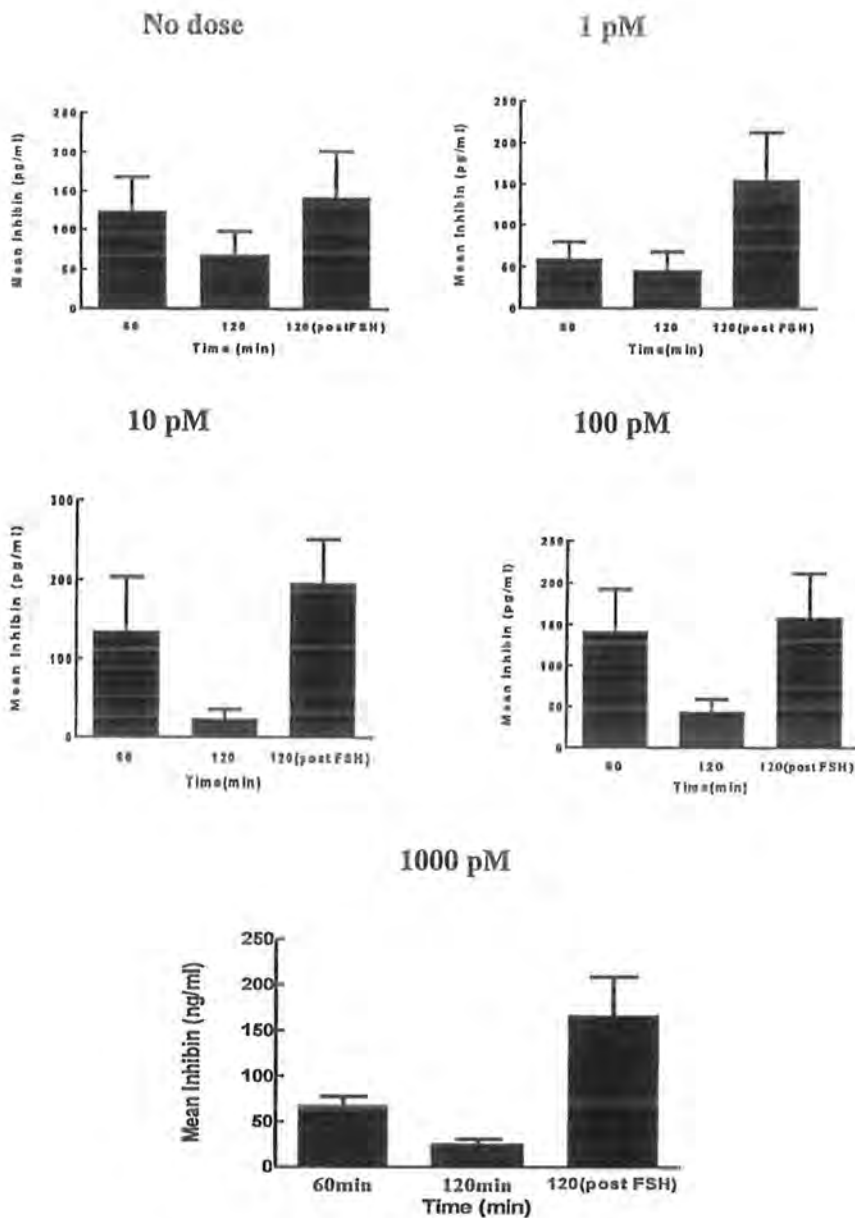 No dose
Mean Inhibin (pg/ml)
250
200
150
100
50
0
60
120
120(postFSH)
Time (min)
1 pM
Mean Inhibin (pg/ml)
250
200
150
100
50
0
60
120
120(post FSH)
Time(min)
10 pM
Mean Inhibin (pg/ml)
300
200
100
0
60
120
120(post FSH)
Time(min)
100 pM
Mean Inhibin (pg/ml)
250
200
150
100
50
0
60
120
120(post FSH)
Time(min)
1000 pM
Mean Inhibin (ng/ml)
250
200
150
100
50
0
60min
120min
120(post FSH)
Time (min)